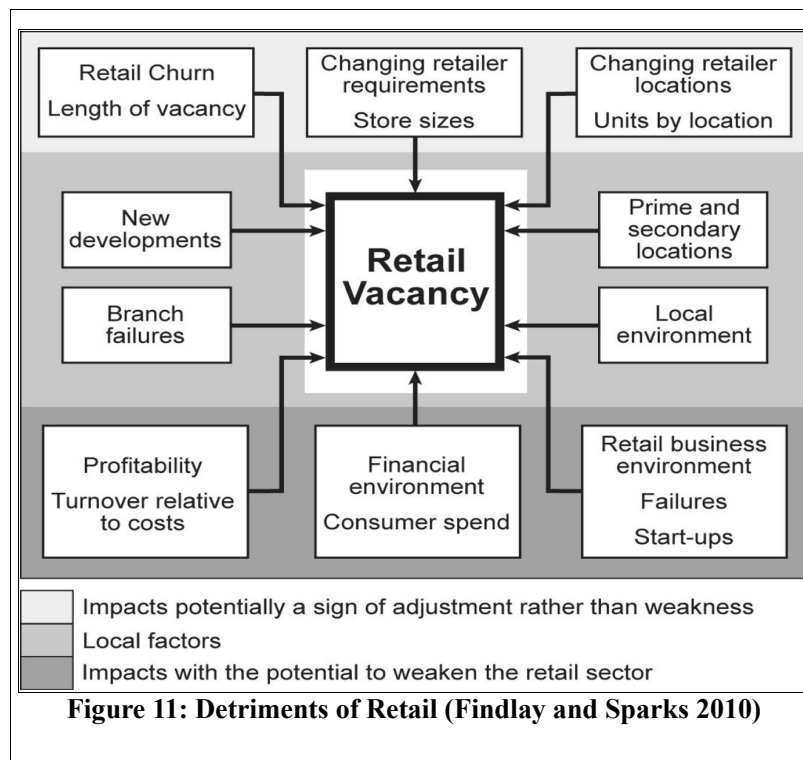 Retail Churn
Length of vacancy
Changing retailer
requirements
Store sizes
Changing retailer
locations
Units by location
New
developments
Retail
Vacancy
Prime and
secondary
locations
Branch
failures
Local
environment
Profitability
Turnover relative
to costs
Financial
environment
Consumer spend
Retail business
environment
Failures
Start-ups
Impacts potentially a sign of adjustment rather than weakness
Local factors
Impacts with the potential to weaken the retail sector
Figure 11: Detriments of Retail (Findlay and Sparks 2010)